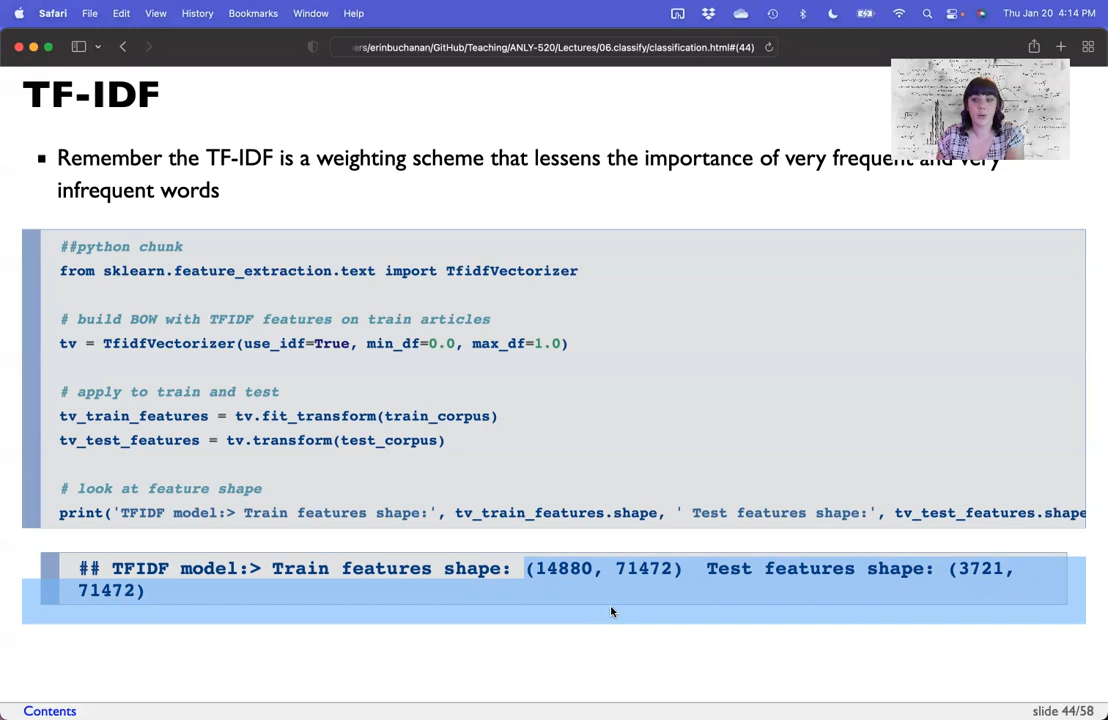 Safari File Edit View History Bookmarks Window Help Thu Jan 20 4:14 PM
ers/erinbuchanan/GitHub/Teaching/ANLY-520/Lectures/06.classify/classification.html#(44)
TF-IDF
Remember the TF-IDF is a weighting scheme that lessens the importance of very frequent and very
infrequent words
##python chunk
from sklearn.feature_extraction.text import TfidfVectorizer
# build BOW with TFIDF features on train articles
tv = TfidfVectorizer(use_idf=True, min_df=0.0, max_df=1.0)
# apply to train and test
tv_train_features = tv.fit_transform(train_corpus)
tv_test_features = tv.transform(test_corpus)
# look at feature shape
print('TFIDF model:> Train features shape:', tv_train_features.shape, ' Test features shape:', tv_test_features.shape
## TFIDF model:> Train features shape: (14880, 71472)  Test features shape: (3721,
71472)
Contents slide 44/58